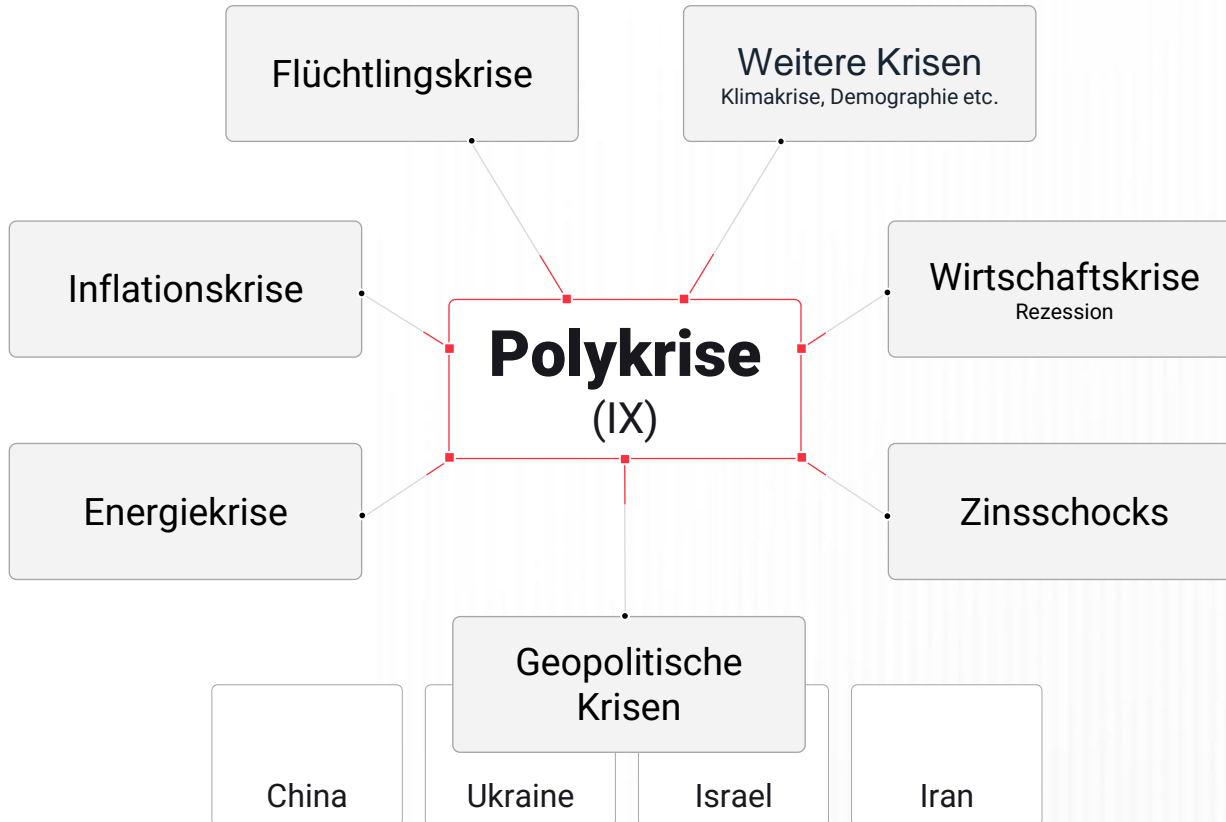 Flüchtlingskrise
Weitere Krisen
Klimakrise, Demographie etc.
Inflationskrise
Wirtschaftskrise
Rezession
Polykrise
(IX)
Energiekrise
Zinsschocks
Geopolitische
Krisen
China
Ukraine
Israel
Iran